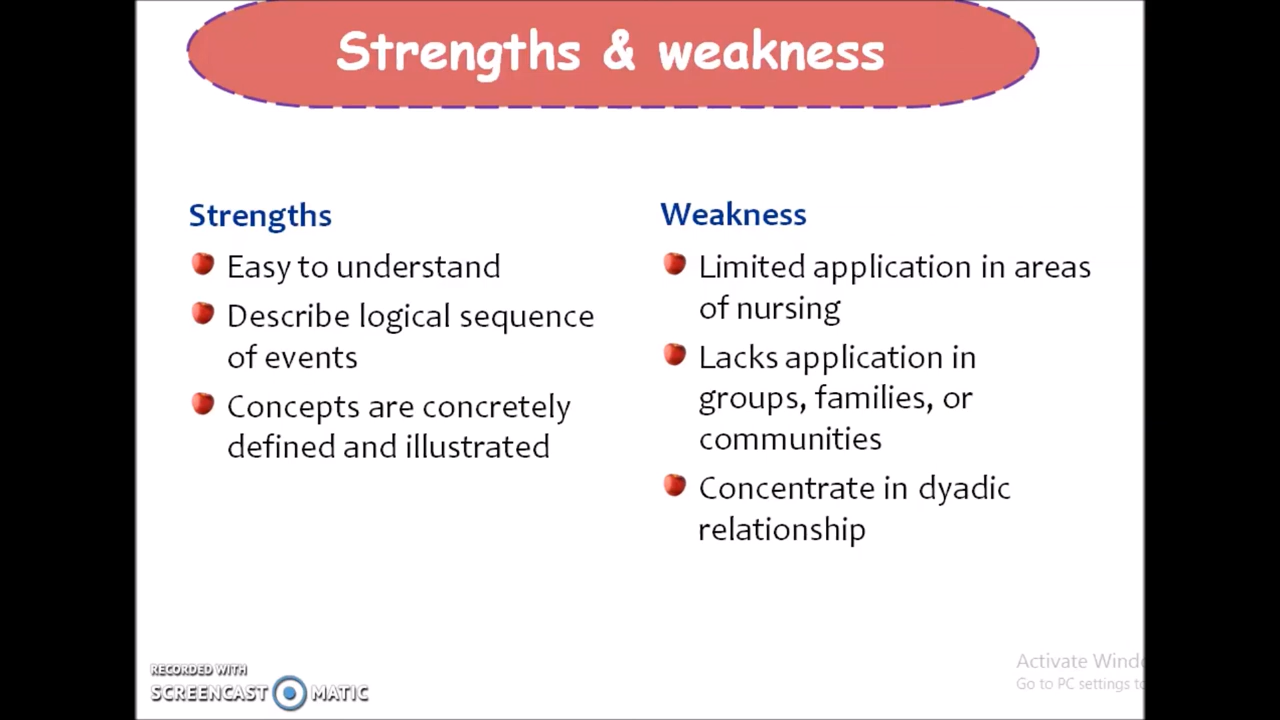 Strengths & weakness
Strengths
Easy to understand
Describe logical sequence
of events
Concepts are concretely
defined and illustrated
Weakness
Limited application in areas
of nursing
Lacks application in
groups, families, or
communities
Concentrate in dyadic
relationship
RECORDED WITH
SCREENCAST MATIC
Activate Wind
Go to PC settings t